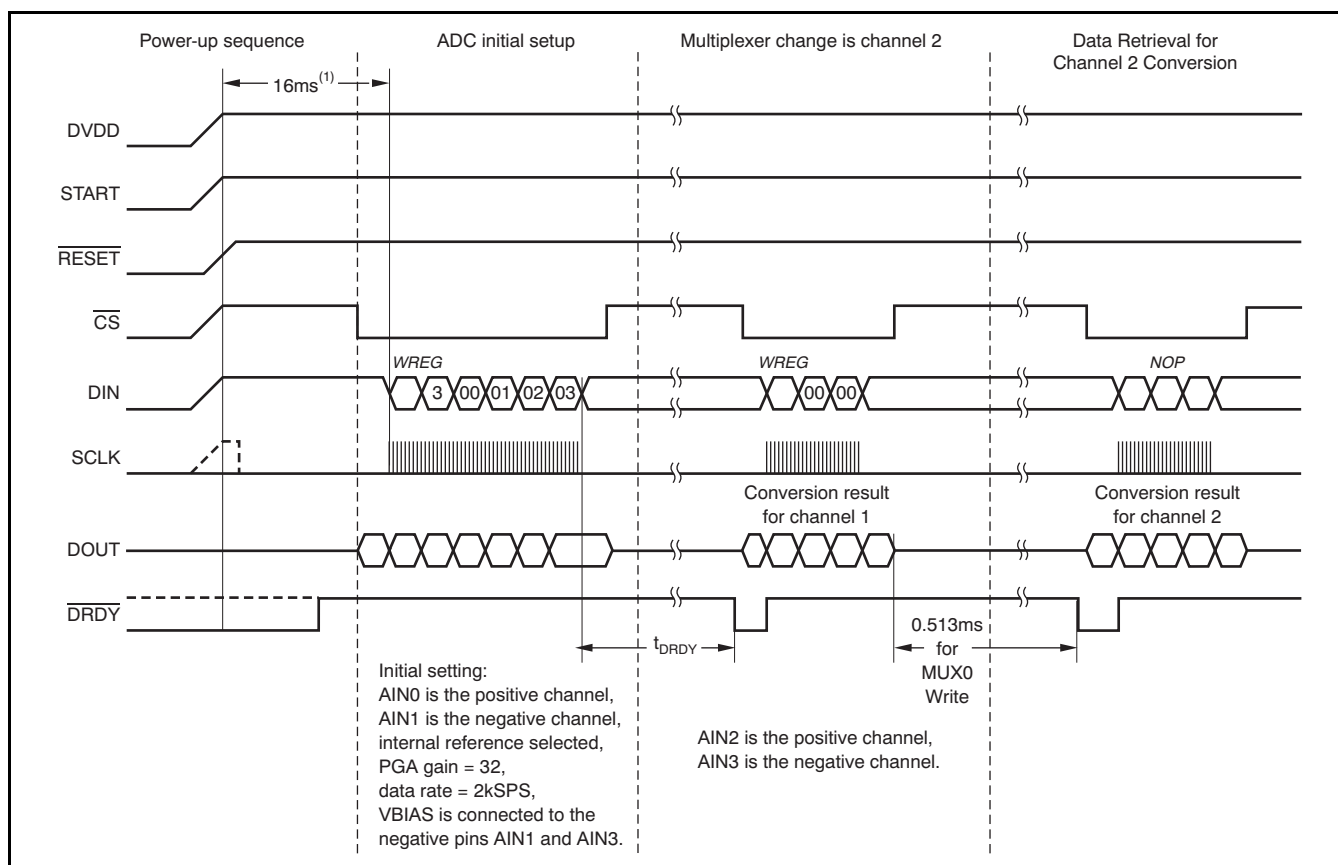 Power-up sequence
ADC initial setup
Multiplexer change is channel 2
Data Retrieval for
Channel 2 Conversion
16ms(1)
DVDD
START
RESET
CS
WREG
WREG
NOP
DIN
3 00 01 02 03
00 00
SCLK
Conversion result
for channel 1
Conversion result
for channel 2
DOUT
DRDY
tDRDY
0.513ms
for
MUX0
Write
Initial setting:
AIN0 is the positive channel,
AIN1 is the negative channel,
internal reference selected,
PGA gain = 32,
data rate = 2kSPS,
VBIAS is connected to the
negative pins AIN1 and AIN3.
AIN2 is the positive channel,
AIN3 is the negative channel.